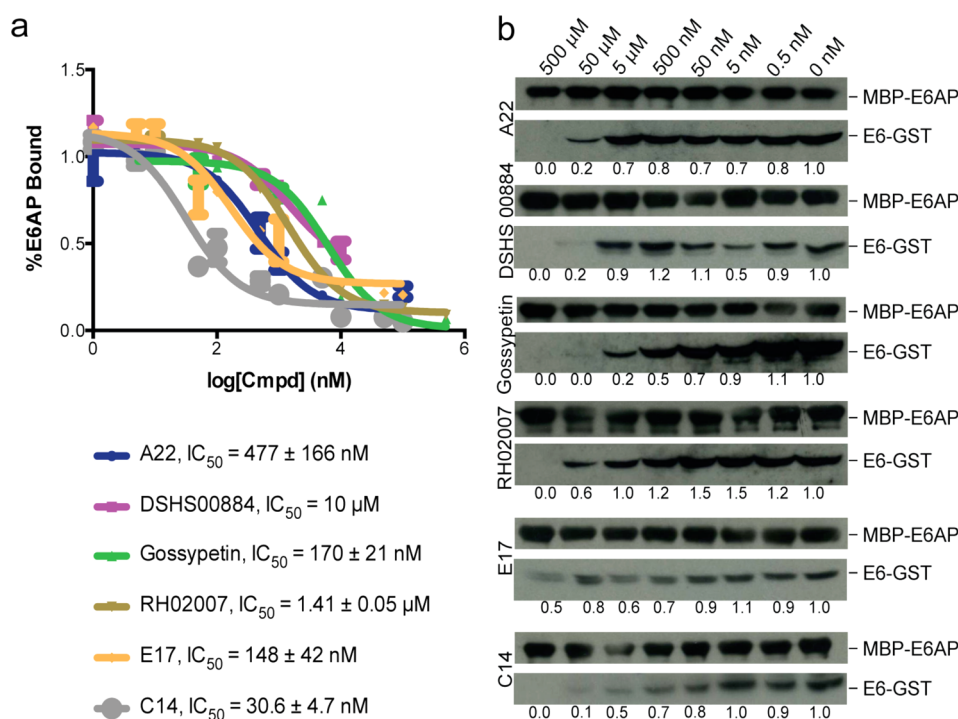 a
1.5
1.0
0.5
0.0
%E6AP Bound
0 2 4 6
log[Cmpd] (nM)
A22, IC50 = 477 ± 166 nM
DSHS00884, IC50 = 10 µM
Gossypetin, IC50 = 170 ± 21 nM
RH02007, IC50 = 1.41 ± 0.05 µM
E17, IC50 = 148 ± 42 nM
C14, IC50 = 30.6 ± 4.7 nM
b
500 µM 50 µM 5 µM 500 nM 50 nM 5 nM 0.5 nM 0 nM
A22
MBP-E6AP
E6-GST
0.0 0.2 0.7 0.8 0.7 0.7 0.8 1.0
DSHS 00884
MBP-E6AP
E6-GST
0.0 0.2 0.9 1.2 1.1 0.5 0.9 1.0
Gossypetin
MBP-E6AP
E6-GST
0.0 0.0 0.2 0.5 0.7 0.9 1.1 1.0
RH02007
MBP-E6AP
E6-GST
0.0 0.6 1.0 1.2 1.5 1.5 1.2 1.0
E17
MBP-E6AP
E6-GST
0.5 0.8 0.6 0.7 0.9 1.1 0.9 1.0
C14
MBP-E6AP
E6-GST
0.0 0.1 0.5 0.7 0.8 1.0 0.9 1.0